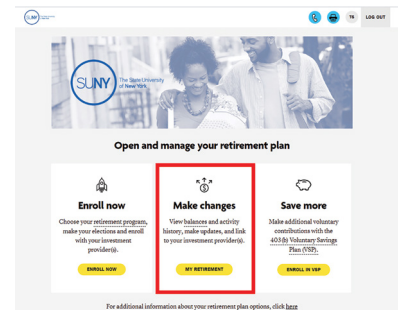 SUNY
TG
LOG OUT
SUNY
The State University
of New York
Open and manage your retirement plan
Enroll now
Choose your retirement program,
make your elections and enroll
with your investment
provider(s).
ENROLL NOW
Make changes
View balances and activity
history, make updates, and link
to your investment provider(s).
MY RETIREMENT
Save more
Make additional voluntary
contributions with the
403(b) Voluntary Savings
Plan (VSP).
ENROLL IN VSP
For additional information about your retirement plan options, click here